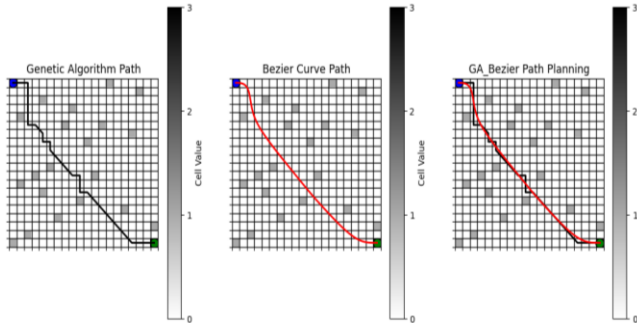 Genetic Algorithm Path
3
2
1
0
Cell Value
Bezier Curve Path
3
2
1
0
Cell Value
GA_Bezier Path Planning
3
2
1
0